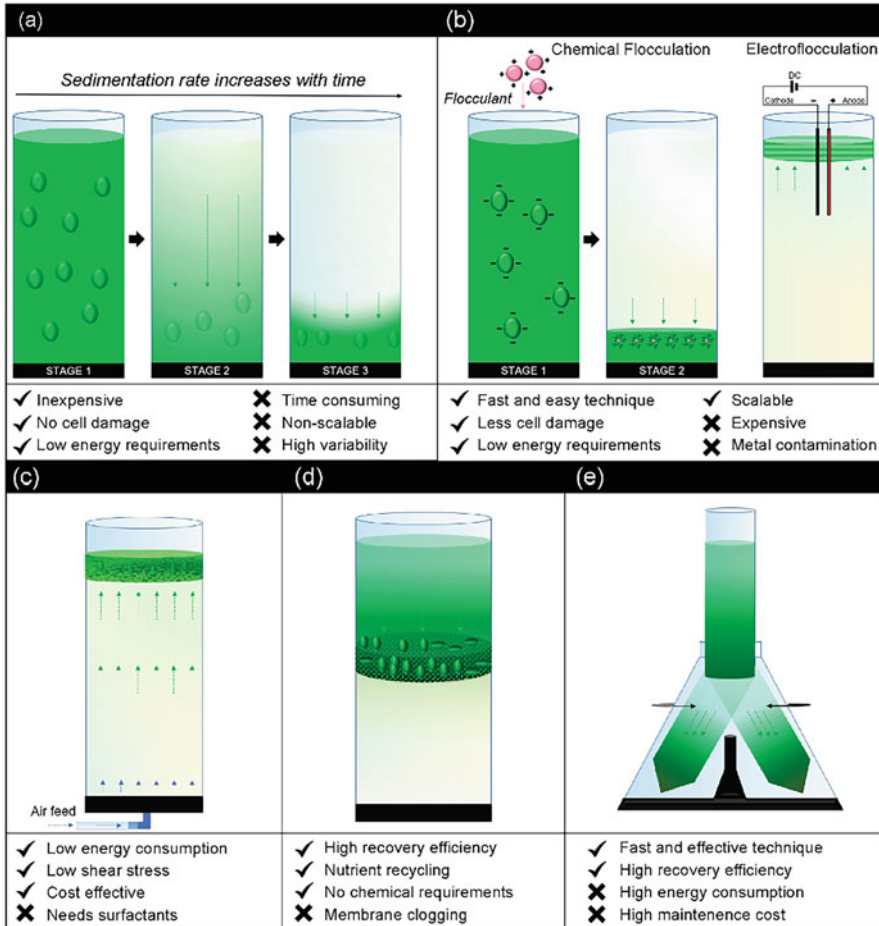 (a)
Sedimentation rate increases with time
STAGE 1
STAGE 2
STAGE 3
✓ Inexpensive
✓ No cell damage
✓ Low energy requirements
✗ Time consuming
✗ Non-scalable
✗ High variability
(b)
Chemical Flocculation
Electroflocculation
Flocculant
DC
Cathode − + Anode
STAGE 1
STAGE 2
✓ Fast and easy technique
✓ Less cell damage
✓ Low energy requirements
✓ Scalable
✗ Expensive
✗ Metal contamination
(c)
Air feed
✓ Low energy consumption
✓ Low shear stress
✓ Cost effective
✗ Needs surfactants
(d)
✓ High recovery efficiency
✓ Nutrient recycling
✓ No chemical requirements
✗ Membrane clogging
(e)
✓ Fast and effective technique
✓ High recovery efficiency
✗ High energy consumption
✗ High maintenence cost